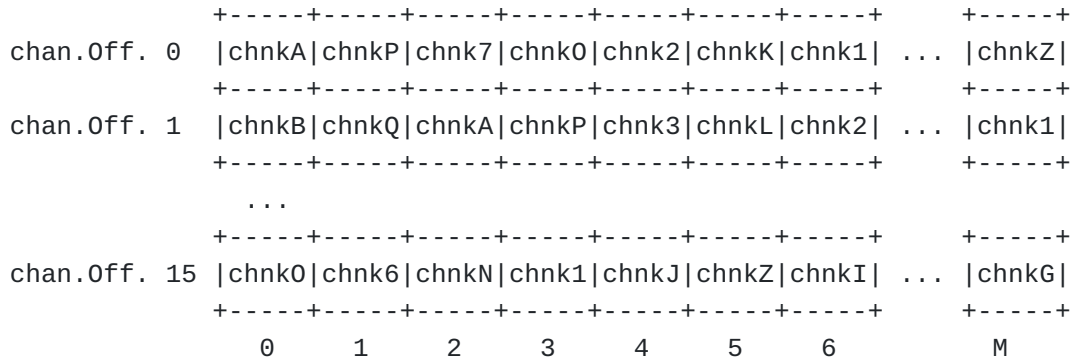 +-----+-----+-----+-----+-----+-----+-----+     +-----+
chan.Off. 0  |chnkA|chnkP|chnk7|chnkO|chnk2|chnkK|chnk1| ... |chnkZ|
             +-----+-----+-----+-----+-----+-----+-----+     +-----+
chan.Off. 1  |chnkB|chnkQ|chnkA|chnkP|chnk3|chnkL|chnk2| ... |chnk1|
             +-----+-----+-----+-----+-----+-----+-----+     +-----+
               ...
             +-----+-----+-----+-----+-----+-----+-----+     +-----+
chan.Off. 15 |chnkO|chnk6|chnkN|chnk1|chnkJ|chnkZ|chnkI| ... |chnkG|
             +-----+-----+-----+-----+-----+-----+-----+     +-----+
                0     1     2     3     4     5     6          M